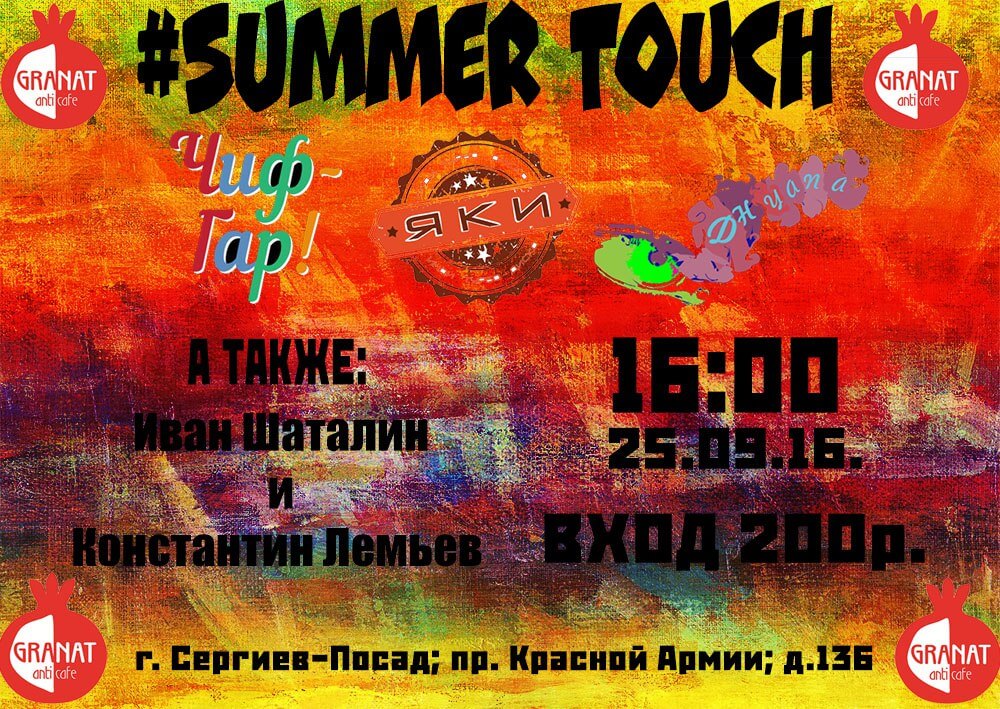 #SUMMER TOUCH
GRANAT
anti cafe
GRANAT
anti cafe
Чиф-
Гар!
ЯКИ
Днуапа
А ТАКЖЕ:
Иван Шаталин
и
Константин Лемьев
16:00
25.09.16.
ВХОД 200р.
г. Сергиев-Посад; пр. Красной Армии; д.136
GRANAT
anti cafe
GRANAT
anti cafe